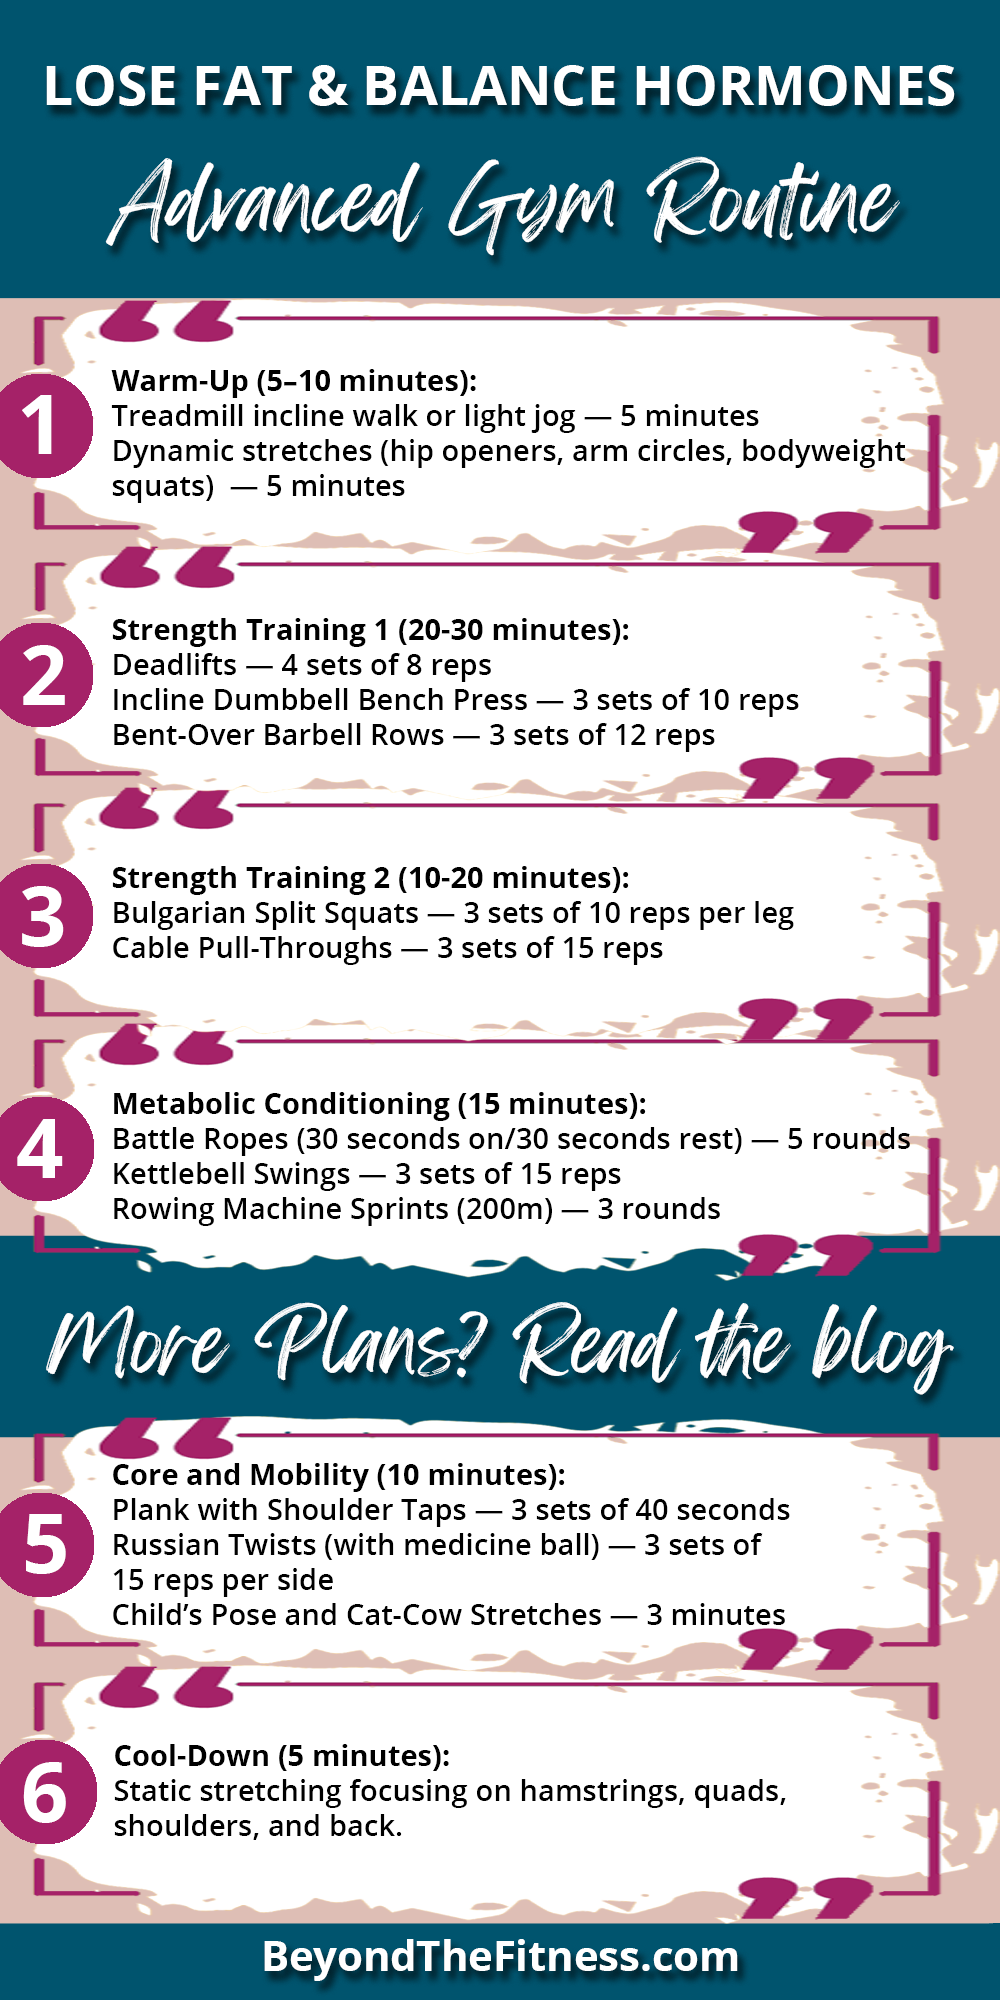 LOSE FAT & BALANCE HORMONES
Advanced Gym Routine
1
Warm-Up (5–10 minutes):
Treadmill incline walk or light jog — 5 minutes
Dynamic stretches (hip openers, arm circles, bodyweight
squats)  — 5 minutes
2
Strength Training 1 (20-30 minutes):
Deadlifts — 4 sets of 8 reps
Incline Dumbbell Bench Press — 3 sets of 10 reps
Bent-Over Barbell Rows — 3 sets of 12 reps
3
Strength Training 2 (10-20 minutes):
Bulgarian Split Squats — 3 sets of 10 reps per leg
Cable Pull-Throughs — 3 sets of 15 reps
4
Metabolic Conditioning (15 minutes):
Battle Ropes (30 seconds on/30 seconds rest) — 5 rounds
Kettlebell Swings — 3 sets of 15 reps
Rowing Machine Sprints (200m) — 3 rounds
More Plans? Read the blog
5
Core and Mobility (10 minutes):
Plank with Shoulder Taps — 3 sets of 40 seconds
Russian Twists (with medicine ball) — 3 sets of
15 reps per side
Child’s Pose and Cat-Cow Stretches — 3 minutes
6
Cool-Down (5 minutes):
Static stretching focusing on hamstrings, quads,
shoulders, and back.
BeyondTheFitness.com